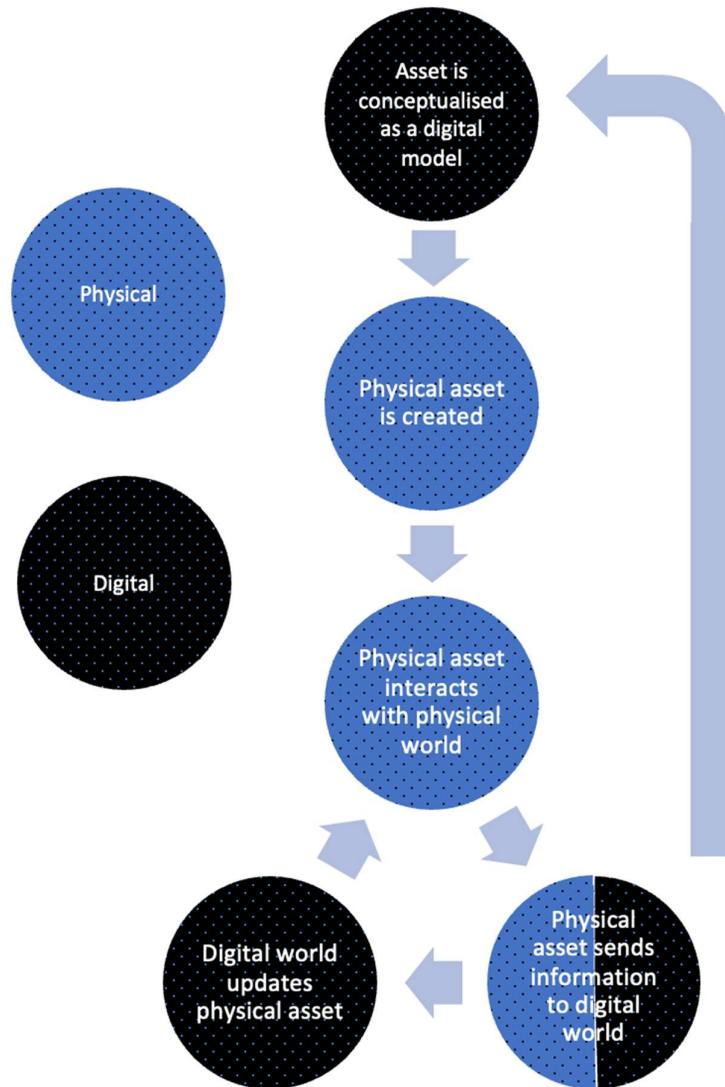 Asset is
conceptualised
as a digital
model
Physical
Physical asset
is created
Digital
Physical asset
interacts
with physical
world
Digital world
updates
physical asset
Physical
asset sends
information
to digital
world